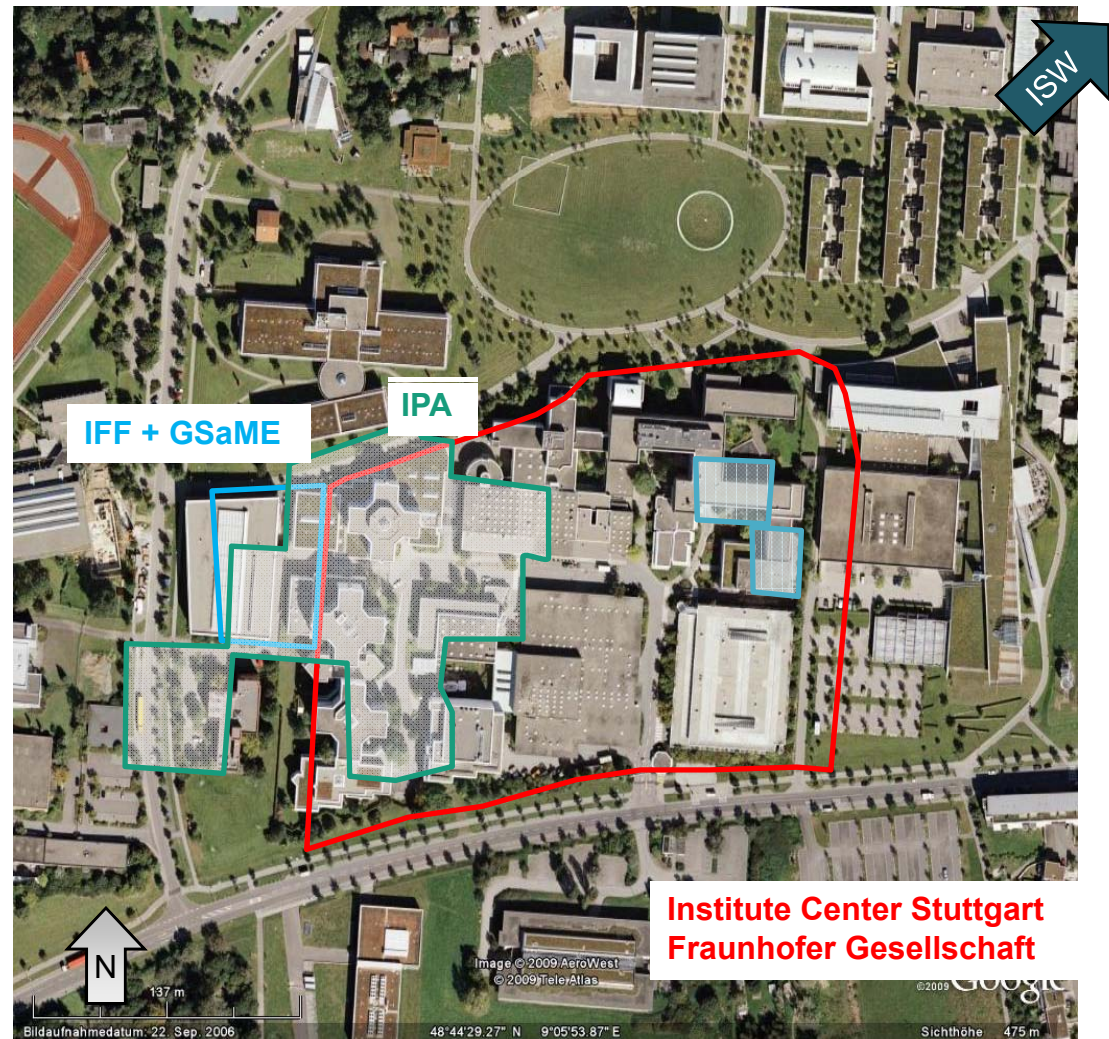 ISW
IPA
IFF + GSaME
Institute Center Stuttgart
Fraunhofer Gesellschaft
N
Image © 2009 AeroWest
© 2009 Tele Atlas
©2009 Google
137 m
Bildaufnahmedatum: 22. Sep. 2006
48°44'29.27" N 9°05'53.87" E
Sichthöhe 475 m